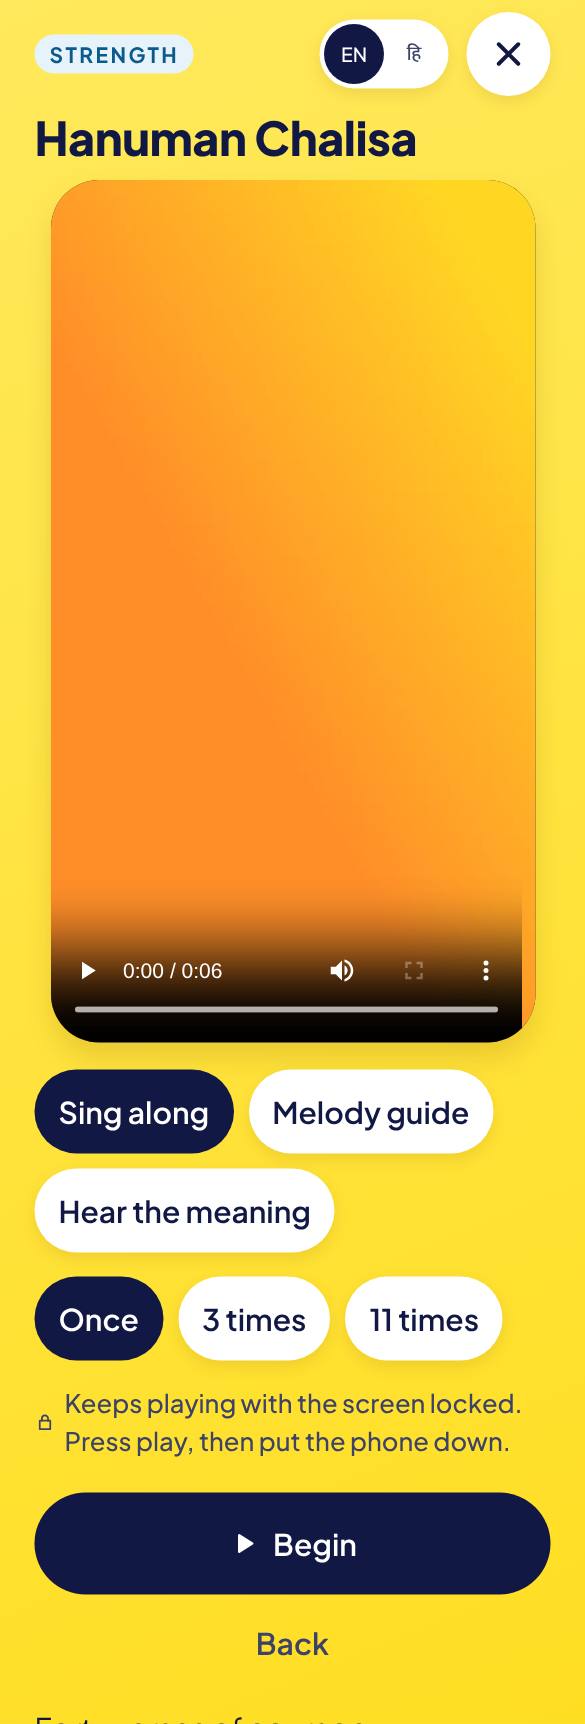 STRENGTH
EN
हि
Hanuman Chalisa
0:00 / 0:06
Sing along
Melody guide
Hear the meaning
Once
3 times
11 times
Keeps playing with the screen locked.
Press play, then put the phone down.
Begin
Back